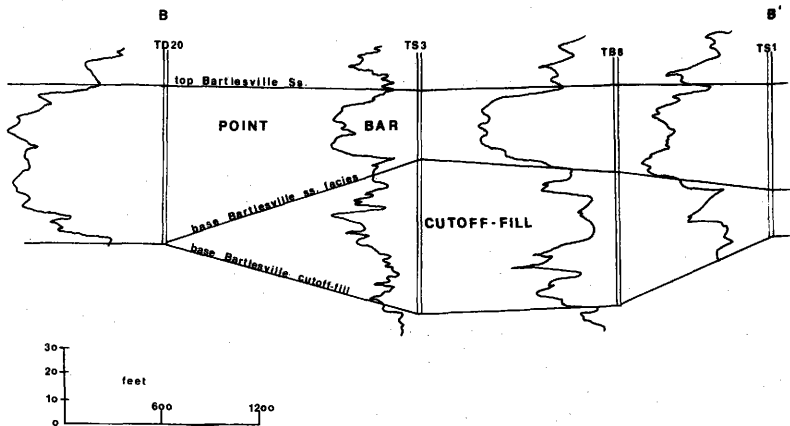 B B'
TD20 TS3 TB8 TS1
top Bartlesville Ss.
POINT BAR
base Bartlesville ss. facies
CUTOFF-FILL
base Bartlesville cutoff-fill
30
20
10
0
feet
600 1200